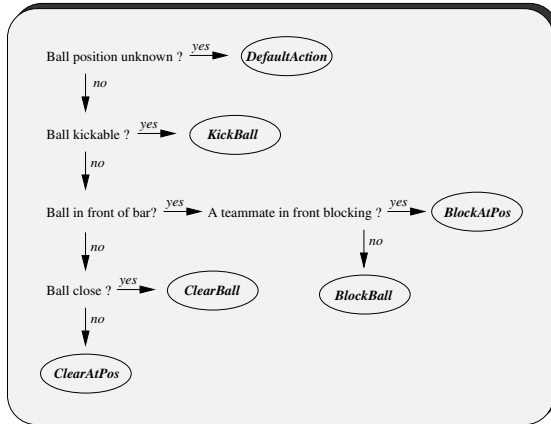 Ball position unknown ? yes DefaultAction
no
Ball kickable ? yes KickBall
no
Ball in front of bar? yes A teammate in front blocking ? yes BlockAtPos
no no
Ball close ? yes ClearBall BlockBall
no
ClearAtPos